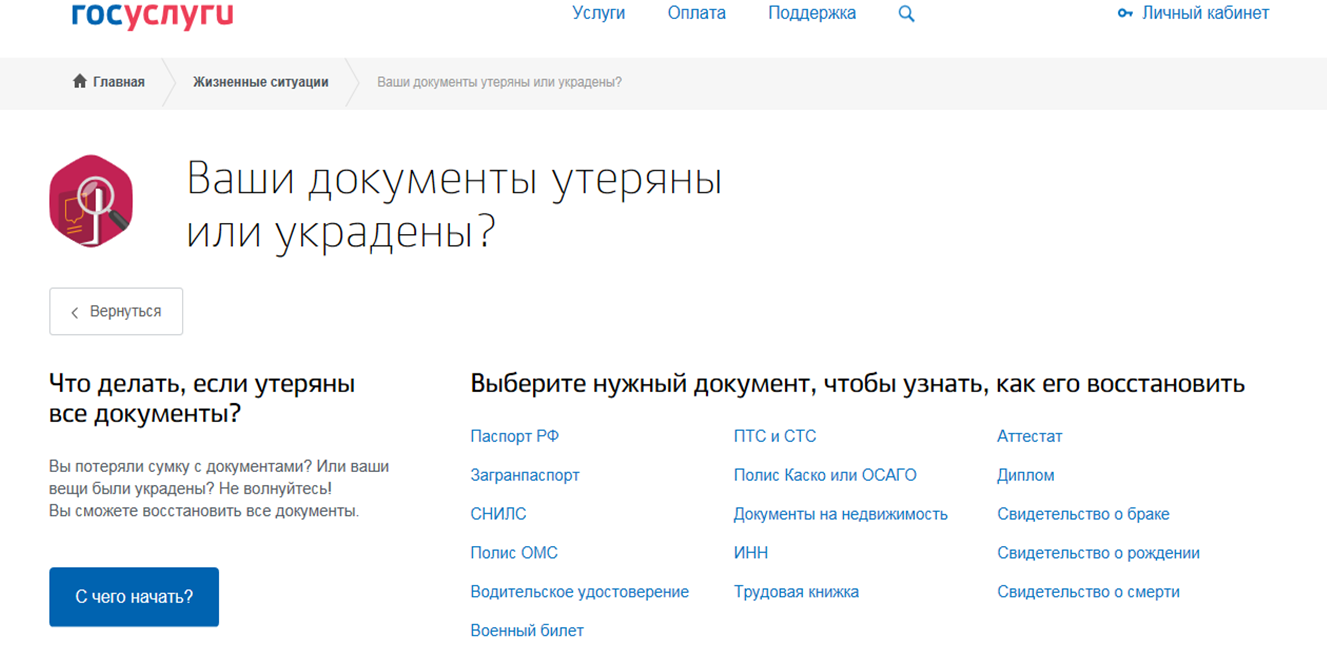 госуслуги Услуги Оплата Поддержка Личный кабинет
Главная Жизненные ситуации Ваши документы утеряны или украдены?
Ваши документы утеряны
или украдены?
Вернуться
Что делать, если утеряны
все документы?
Вы потеряли сумку с документами? Или ваши
вещи были украдены? Не волнуйтесь!
Вы сможете восстановить все документы.
С чего начать?
Выберите нужный документ, чтобы узнать, как его восстановить
Паспорт РФ
Загранпаспорт
СНИЛС
Полис ОМС
Водительское удостоверение
Военный билет
ПТС и СТС
Полис Каско или ОСАГО
Документы на недвижимость
ИНН
Трудовая книжка
Аттестат
Диплом
Свидетельство о браке
Свидетельство о рождении
Свидетельство о смерти